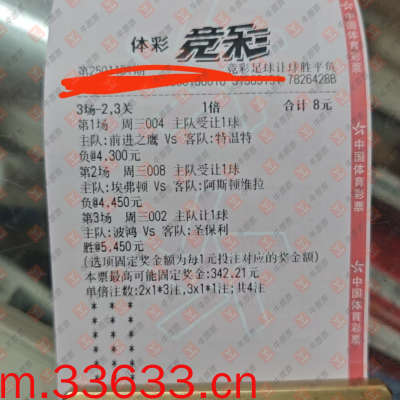 体彩 竞彩
竞彩足球让球胜平负
78264288
3场-2,3关 1倍 合计 8元
第1场 周三004 主队受让1球
主队:前进之鹰 Vs 客队:特温特
负@4,300元
第2场 周三008 主队受让1球
主队:埃弗顿 Vs 客队:阿斯顿维拉
负@4,450元
第3场 周三002 主队让1球
主队:波鸿 Vs 客队:圣保利
胜@5,450元
(选项固定奖金额为每1元投注对应的奖金额)
本票最高可能固定奖金:342.21元
单倍注数:2x1*3注,3x1*1注;共4注
中国体育彩票
中国体育彩票
中国体育彩票
m.33633.cn